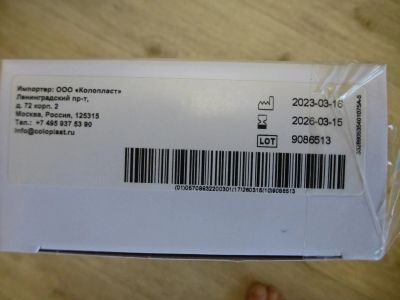 Импортер: ООО «Колопласт»
Ленинградский пр-т,
д. 72 корп. 2
Москва, Россия, 125315
Тел.: +7 495 937 53 90
info@coloplast.ru
2023-03-16
2026-03-15
LOT 9086513
(01)05709932200301(17)260315(10)9086513